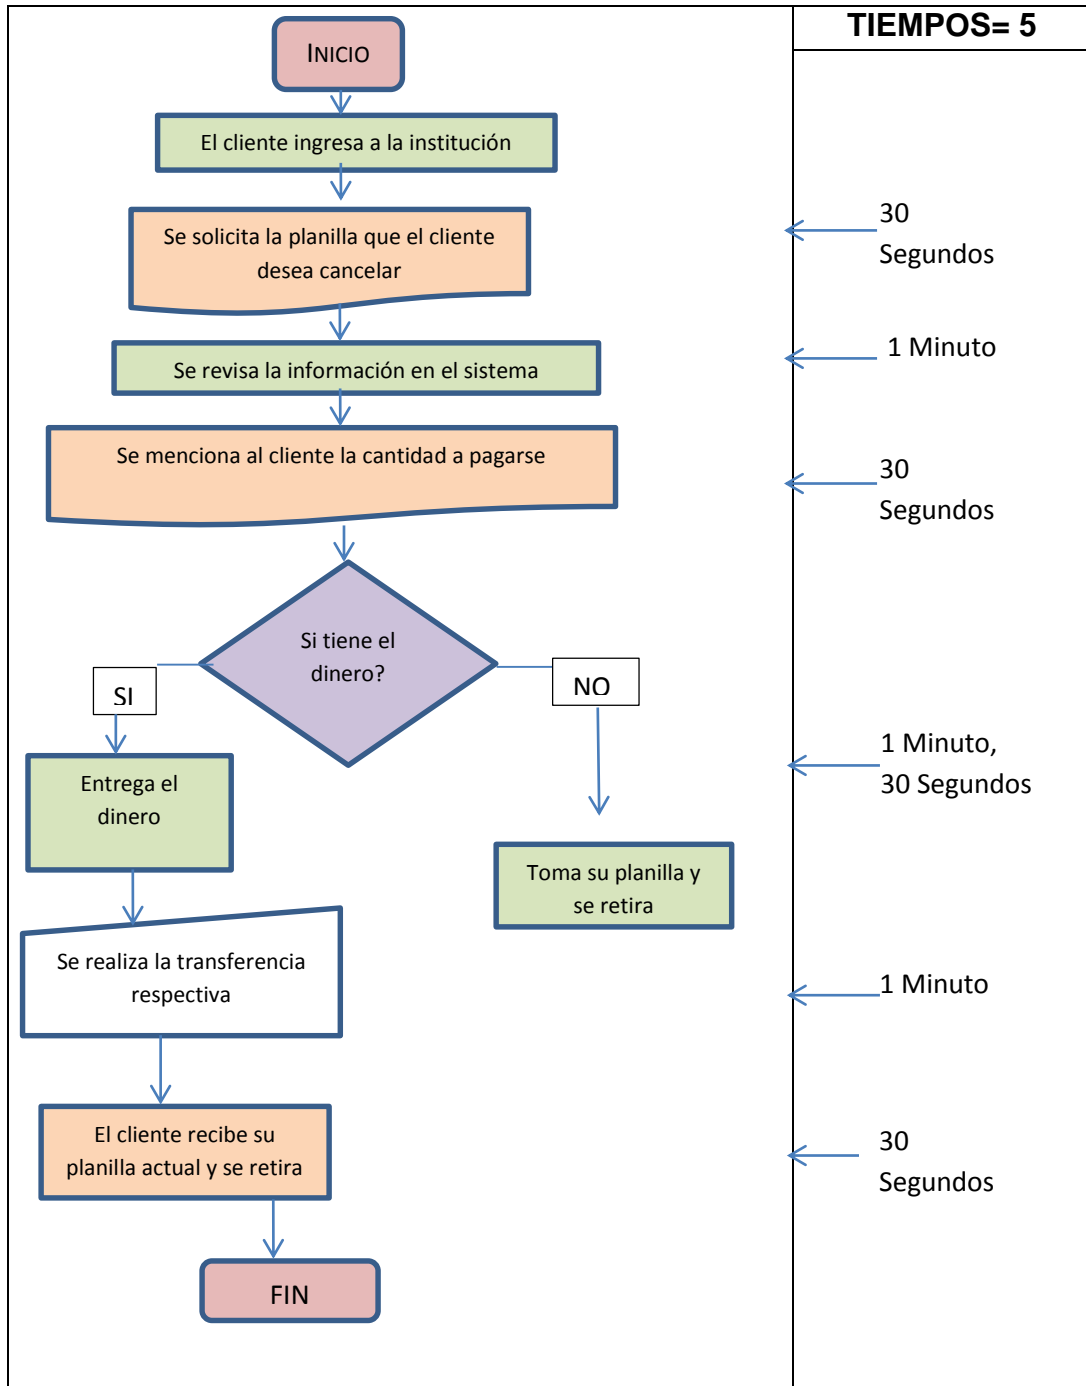 INICIO
TIEMPOS= 5
El cliente ingresa a la institución
Se solicita la planilla que el cliente
desea cancelar
30
Segundos
Se revisa la información en el sistema
1 Minuto
Se menciona al cliente la cantidad a pagarse
30
Segundos
Si tiene el
dinero?
SI
NO
Entrega el
dinero
1 Minuto,
30 Segundos
Toma su planilla y
se retira
Se realiza la transferencia
respectiva
1 Minuto
El cliente recibe su
planilla actual y se retira
30
Segundos
FIN